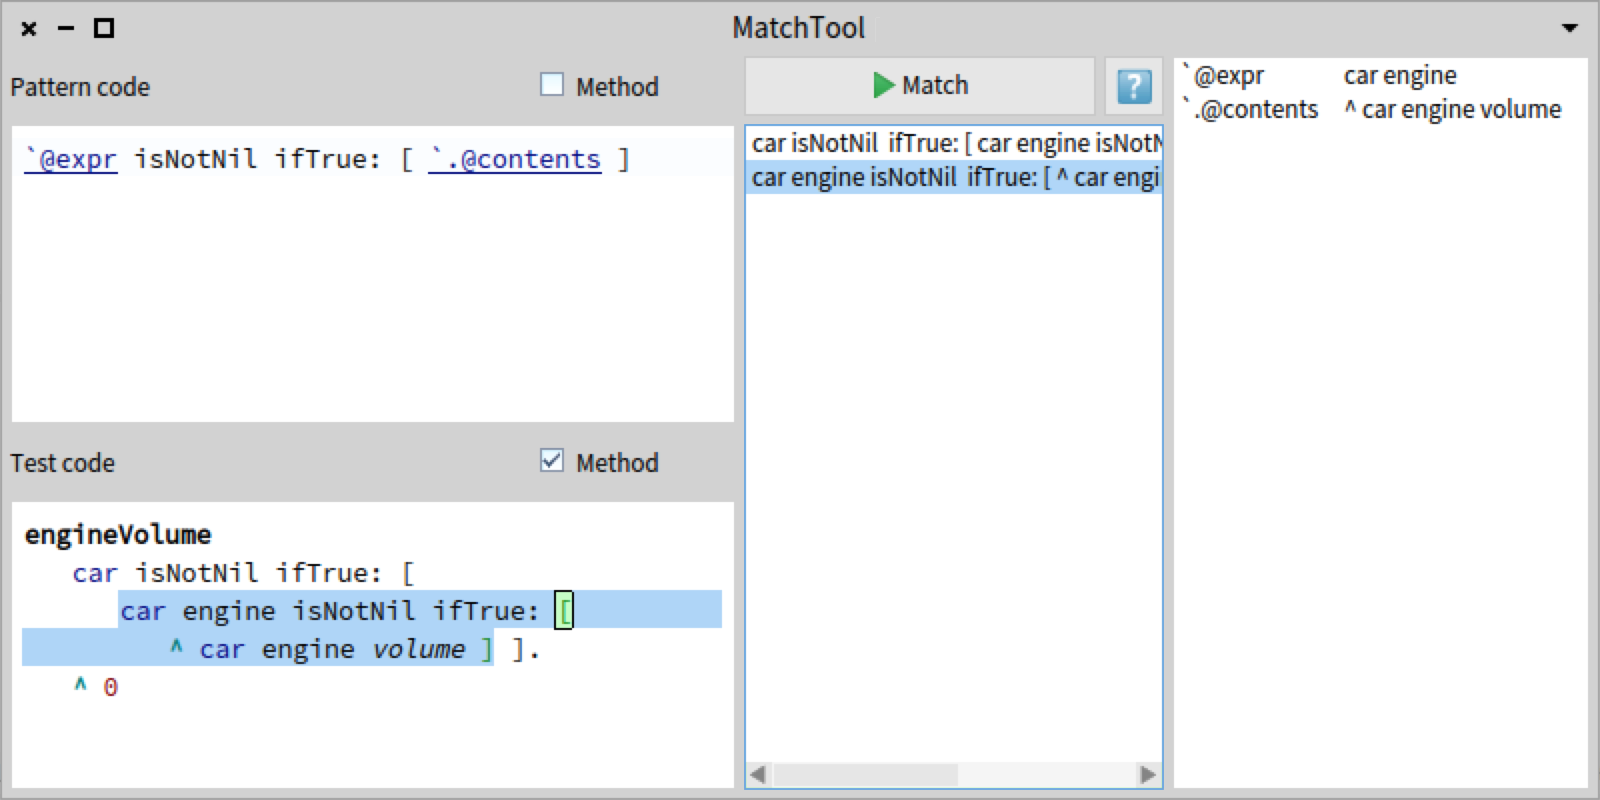 MatchTool
Pattern code
Method
`@expr isNotNil ifTrue: [ `.@contents ]
Test code
Method
engineVolume
car isNotNil ifTrue: [
car engine isNotNil ifTrue: [
^ car engine volume ] ].
^ 0
Match
?
car isNotNil ifTrue: [ car engine isNotN
car engine isNotNil ifTrue: [ ^ car engi
`@expr car engine
`.@contents ^ car engine volume